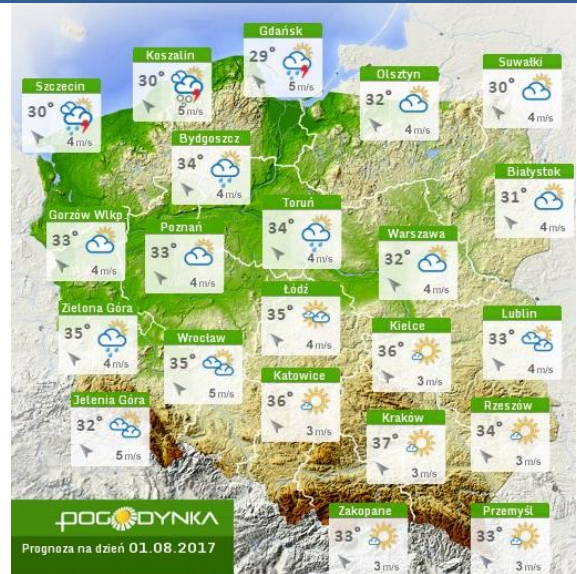 Gdańsk
29°
5 m/s
Koszalin
30°
5 m/s
Suwałki
30°
4 m/s
Olsztyn
32°
4 m/s
Szczecin
30°
4 m/s
Bydgoszcz
34°
4 m/s
Białystok
31°
4 m/s
Toruń
34°
4 m/s
Gorzów Wlkp
33°
4 m/s
Poznań
33°
4 m/s
Warszawa
32°
4 m/s
Łódź
35°
4 m/s
Zielona Góra
35°
4 m/s
Lublin
33°
4 m/s
Kielce
36°
3 m/s
Wrocław
35°
5 m/s
Katowice
36°
3 m/s
Jelenia Góra
32°
5 m/s
Rzeszów
34°
3 m/s
Kraków
37°
3 m/s
Zakopane
33°
3 m/s
Przemyśl
33°
3 m/s
POGODYNKA
Prognoza na dzień 01.08.2017